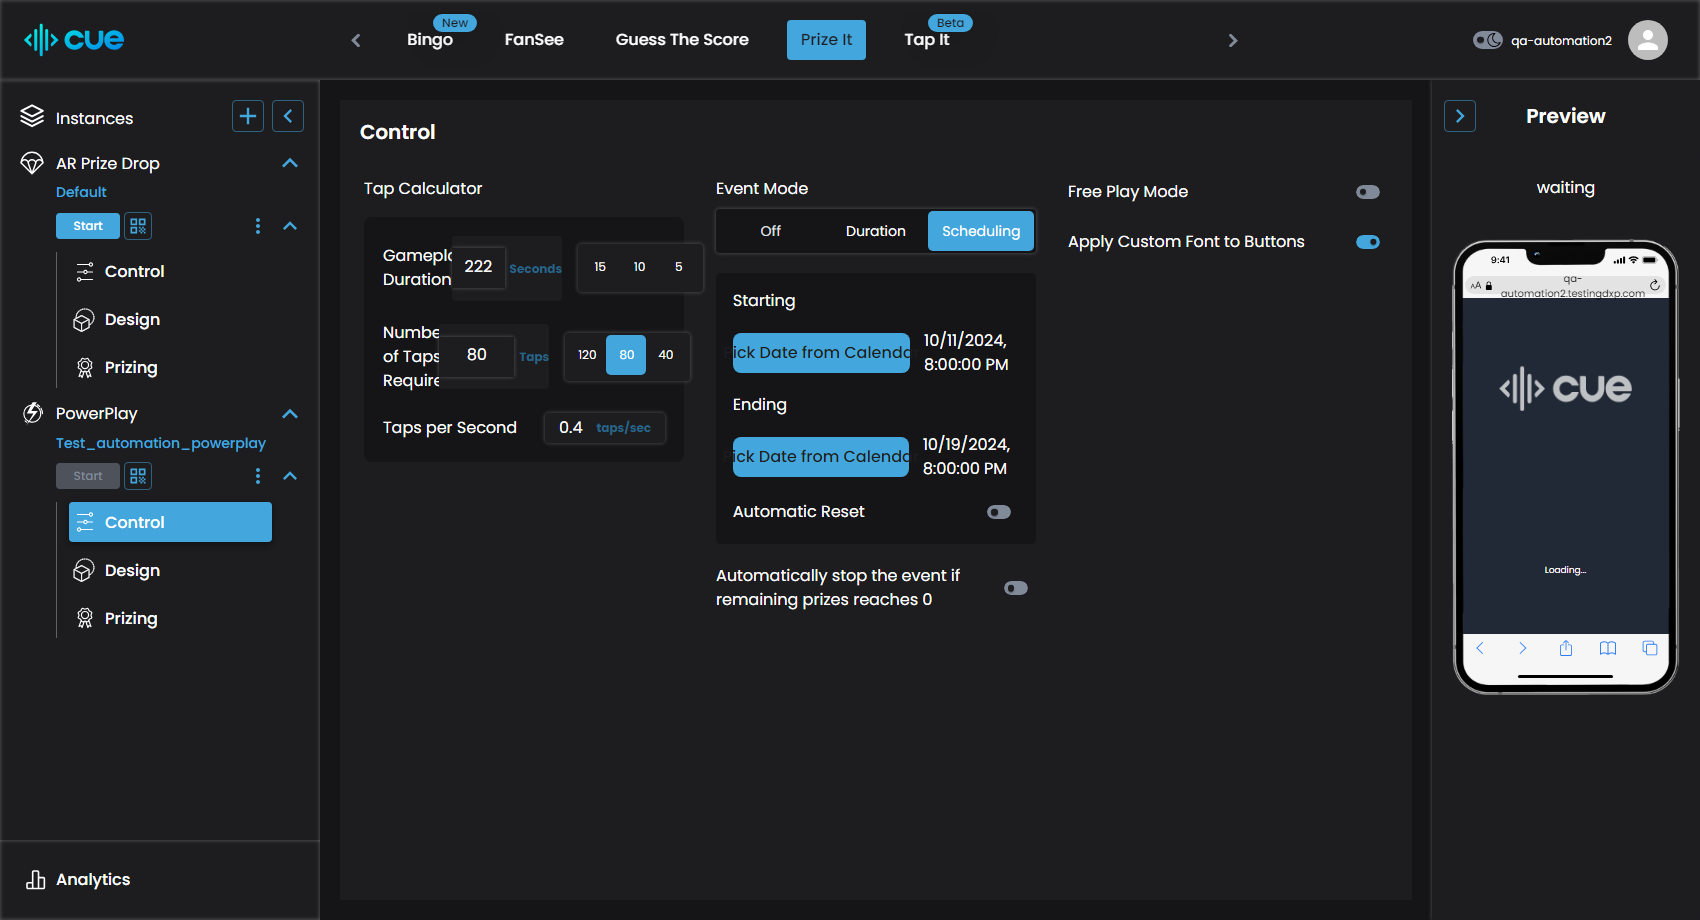 cue
New
Bingo
FanSee
Guess The Score
Prize It
Beta
Tap It
qa-automation2
Instances
AR Prize Drop
Default
Start
Control
Design
Prizing
PowerPlay
Test_automation_powerplay
Start
Control
Design
Prizing
Analytics
Control
Tap Calculator
Gamepl
Duration
222
Seconds
15 10 5
Numbe
of Taps
Require
80
Taps
120 80 40
Taps per Second
0.4 taps/sec
Event Mode
Off Duration Scheduling
Starting
ick Date from Calenda
10/11/2024,
8:00:00 PM
Ending
ick Date from Calenda
10/19/2024,
8:00:00 PM
Automatic Reset
Automatically stop the event if
remaining prizes reaches 0
Free Play Mode
Apply Custom Font to Buttons
Preview
waiting
9:41
AA
qa-
automation2.testingdxp.com
cue
Loading...